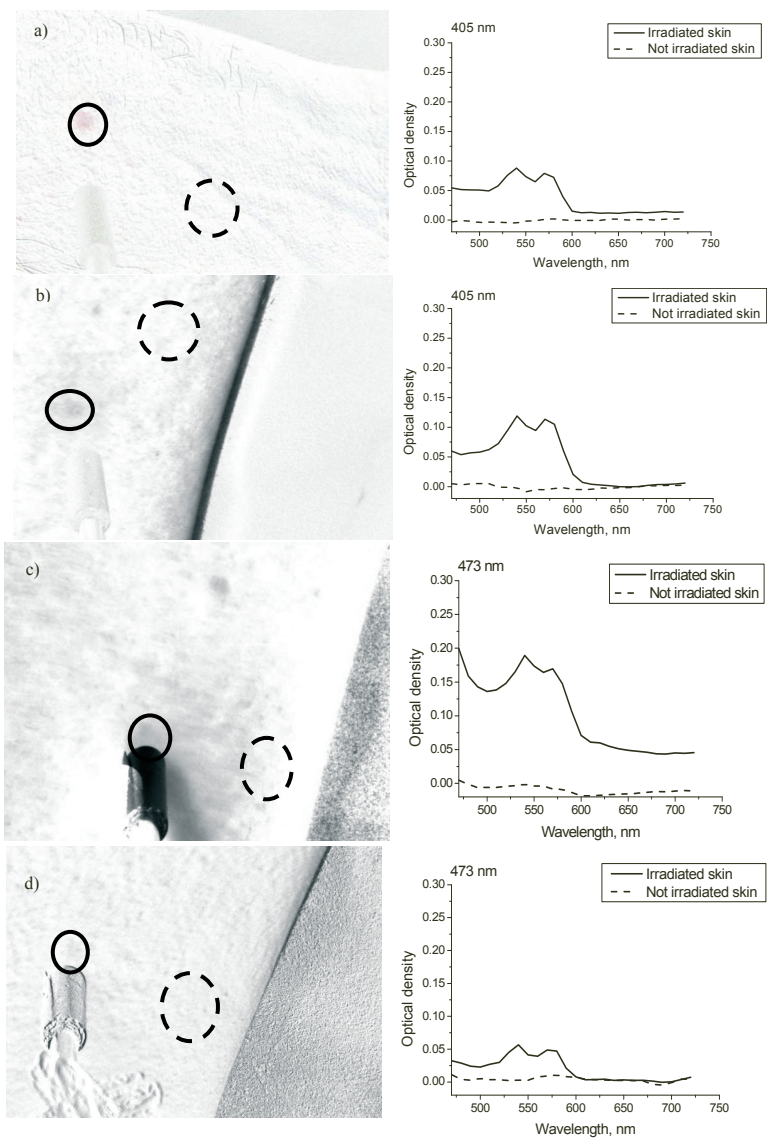 a)
405 nm
Irradiated skin
Not irradiated skin
0.30
0.25
0.20
0.15
0.10
0.05
0.00
Optical density
500 550 600 650 700 750
Wavelength, nm
b)
405 nm
Irradiated skin
Not irradiated skin
0.30
0.25
0.20
0.15
0.10
0.05
0.00
Optical density
500 550 600 650 700 750
Wavelength, nm
c)
473 nm
Irradiated skin
Not irradiated skin
0.30
0.25
0.20
0.15
0.10
0.05
0.00
Optical density
500 550 600 650 700 750
Wavelength, nm
d)
473 nm
Irradiated skin
Not irradiated skin
0.30
0.25
0.20
0.15
0.10
0.05
0.00
Optical density
500 550 600 650 700 750
Wavelength, nm